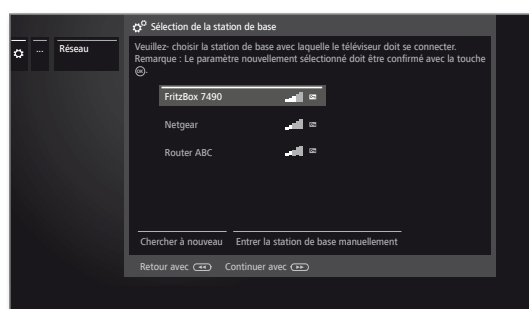 Sélection de la station de base
... Réseau
Veuillez- choisir la station de base avec laquelle le téléviseur doit se connecter.
Remarque : Le paramètre nouvellement sélectionné doit être confirmé avec la touche
OK.
FritzBox 7490
Netgear
Router ABC
Chercher à nouveau Entrer la station de base manuellement
Retour avec Continuer avec